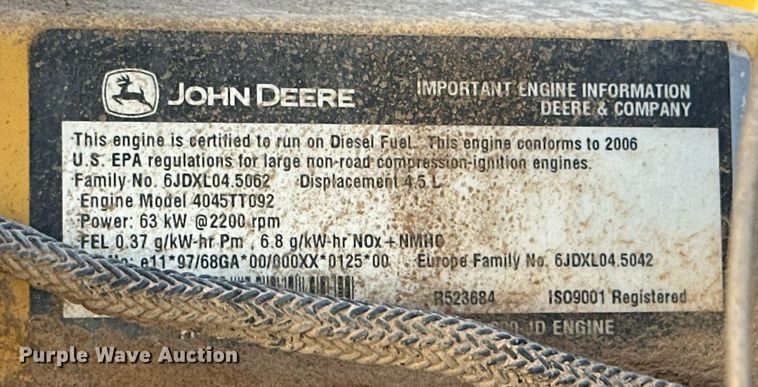 JOHN DEERE
IMPORTANT ENGINE INFORMATION
DEERE & COMPANY
This engine is certified to run on Diesel Fuel. This engine conforms to 2006
U.S. EPA regulations for large non-road compression-ignition engines.
Family No. 6JDXL04.5062 Displacement 4.5 L
Engine Model 4045TT092
Power: 63 kW @2200 rpm
FEL 0.37 g/kW-hr Pm , 6.8 g/kW-hr NOx + NMHC
e11*97/68GA*00/000XX*0125*00 Europe Family No. 6JDXL04.5042
R523684 ISO9001 Registered
JD ENGINE
Purple Wave Auction